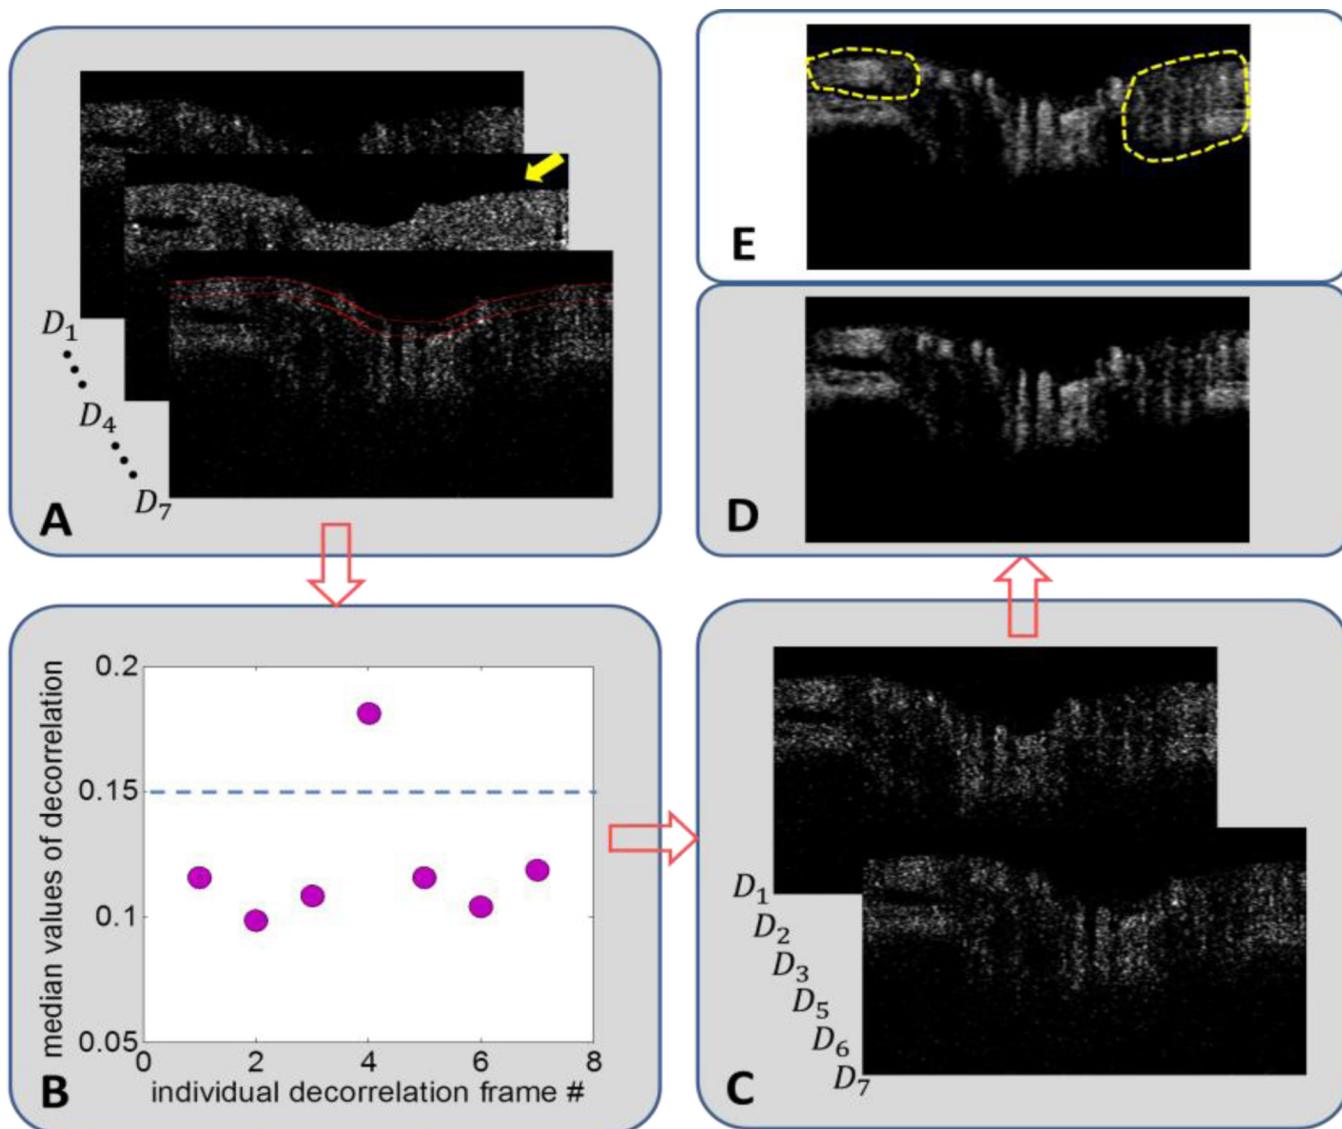 D1
D4
D7
A
E
D
median values of decorrelation
0.2
0.15
0.1
0.05
0 2 4 6 8
individual decorrelation frame #
B
D1
D2
D3
D5
D6
D7
C